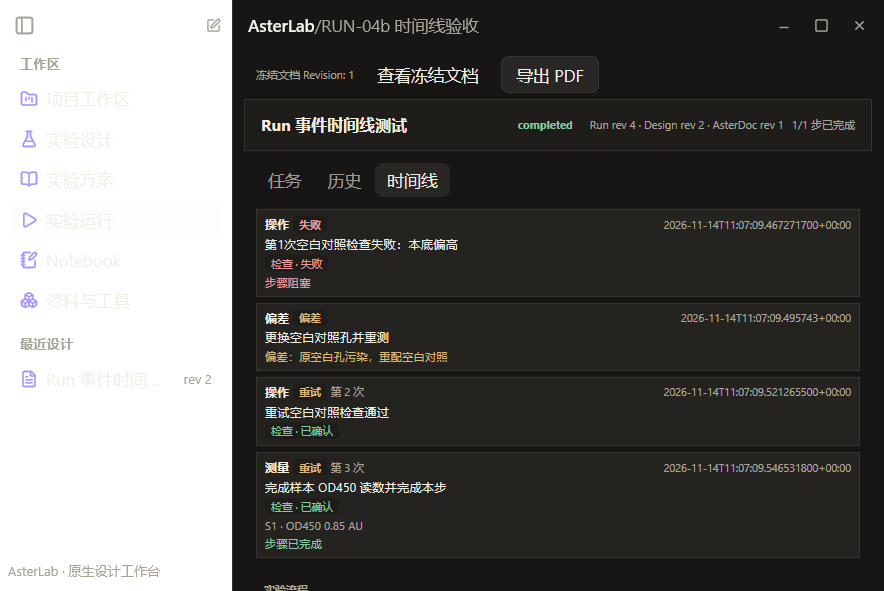 工作区
项目工作区
实验设计
实验方案
实验运行
Notebook
资料与工具
最近设计
Run 事件时间... rev 2
AsterLab · 原生设计工作台
AsterLab/RUN-04b 时间线验收
冻结文档 Revision: 1 查看冻结文档 导出 PDF
Run 事件时间线测试 completed Run rev 4 · Design rev 2 · AsterDoc rev 1 1/1 步已完成
任务 历史 时间线
操作 失败 2026-11-14T11:07:09.467271700+00:00
第1次空白对照检查失败：本底偏高
检查 · 失败
步骤阻塞
偏差 偏差 2026-11-14T11:07:09.495743+00:00
更换空白对照孔并重测
偏差：原空白孔污染，重配空白对照
操作 重试 第 2 次 2026-11-14T11:07:09.521265500+00:00
重试空白对照检查通过
检查 · 已确认
测量 重试 第 3 次 2026-11-14T11:07:09.546531800+00:00
完成样本 OD450 读数并完成本步
检查 · 已确认
S1 · OD450 0.85 AU
步骤已完成
实验流程